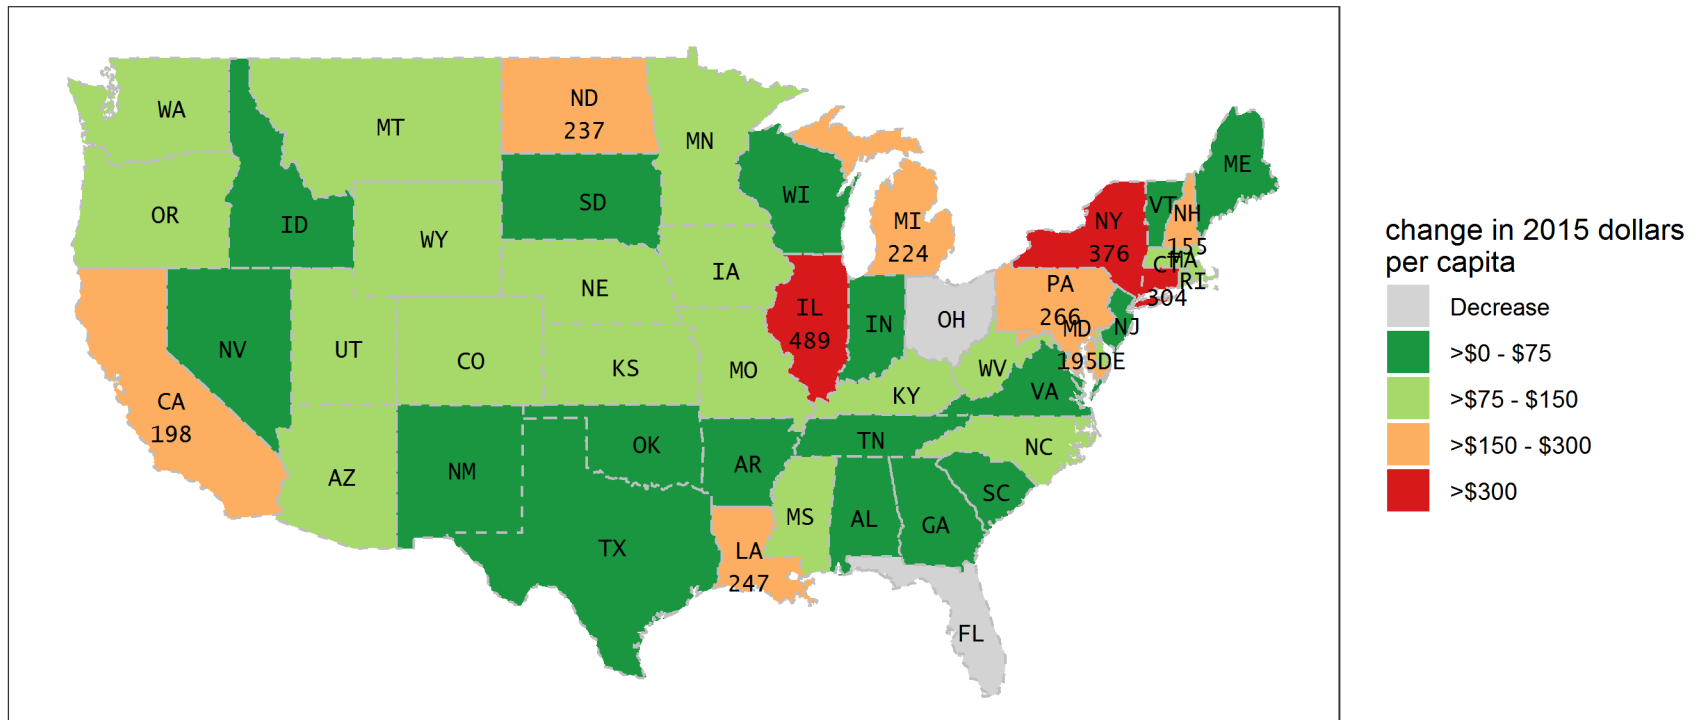 WA
MT
ND
237
MN
OR
ID
WY
SD
WI
MI
224
NY
376
VT
NH
155
ME
MA
CT
RI
304
NE
IA
IL
489
IN
OH
PA
266
NJ
MD
195
DE
CA
198
NV
UT
CO
KS
MO
KY
WV
VA
AZ
NM
OK
AR
TN
NC
SC
TX
LA
247
MS
AL
GA
FL
change in 2015 dollars
per capita
Decrease
>$0 - $75
>$75 - $150
>$150 - $300
>$300